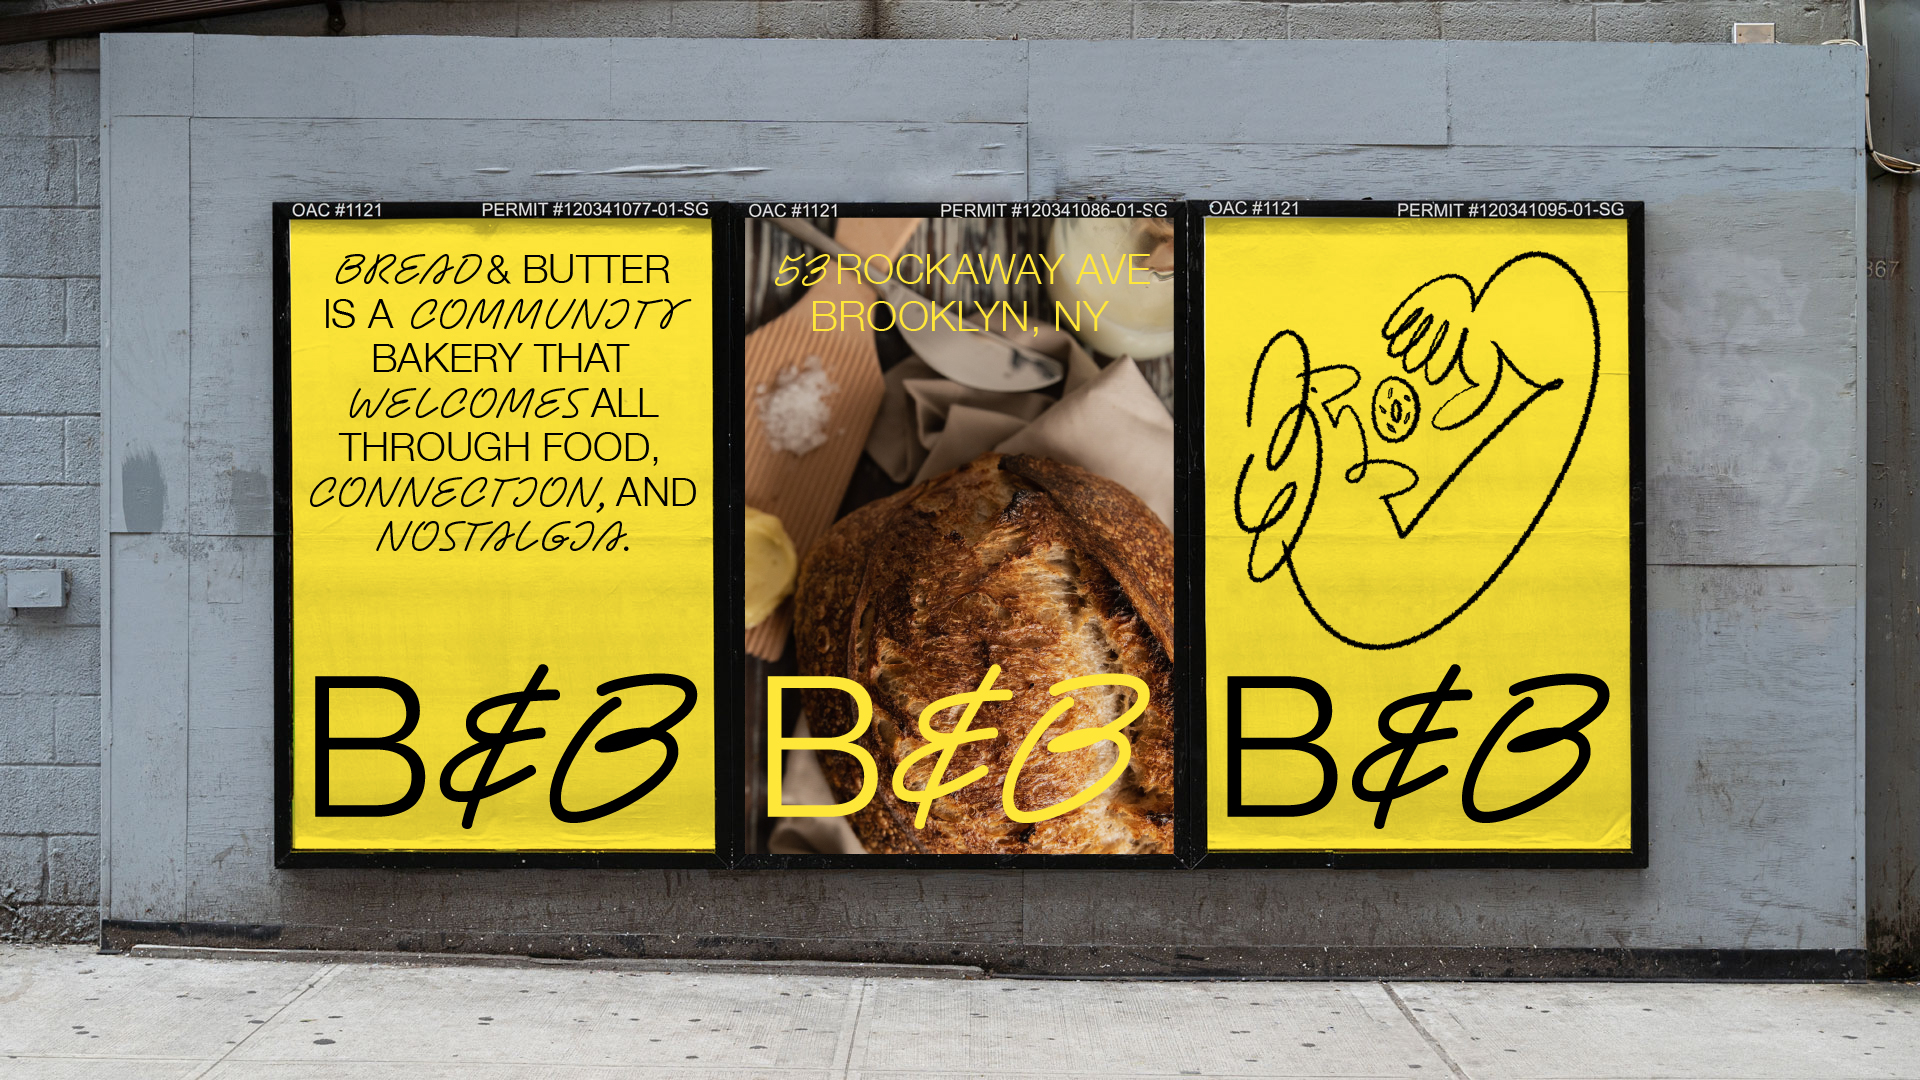 OAC #1121 PERMIT #120341077-01-SG
BREAD & BUTTER
IS A COMMUNITY
BAKERY THAT
WELCOMES ALL
THROUGH FOOD,
CONNECTION, AND
NOSTALGIA.
B&B
OAC #1121 PERMIT #120341086-01-SG
53 ROCKAWAY AVE
BROOKLYN, NY
B&B
OAC #1121 PERMIT #120341095-01-SG
B&B